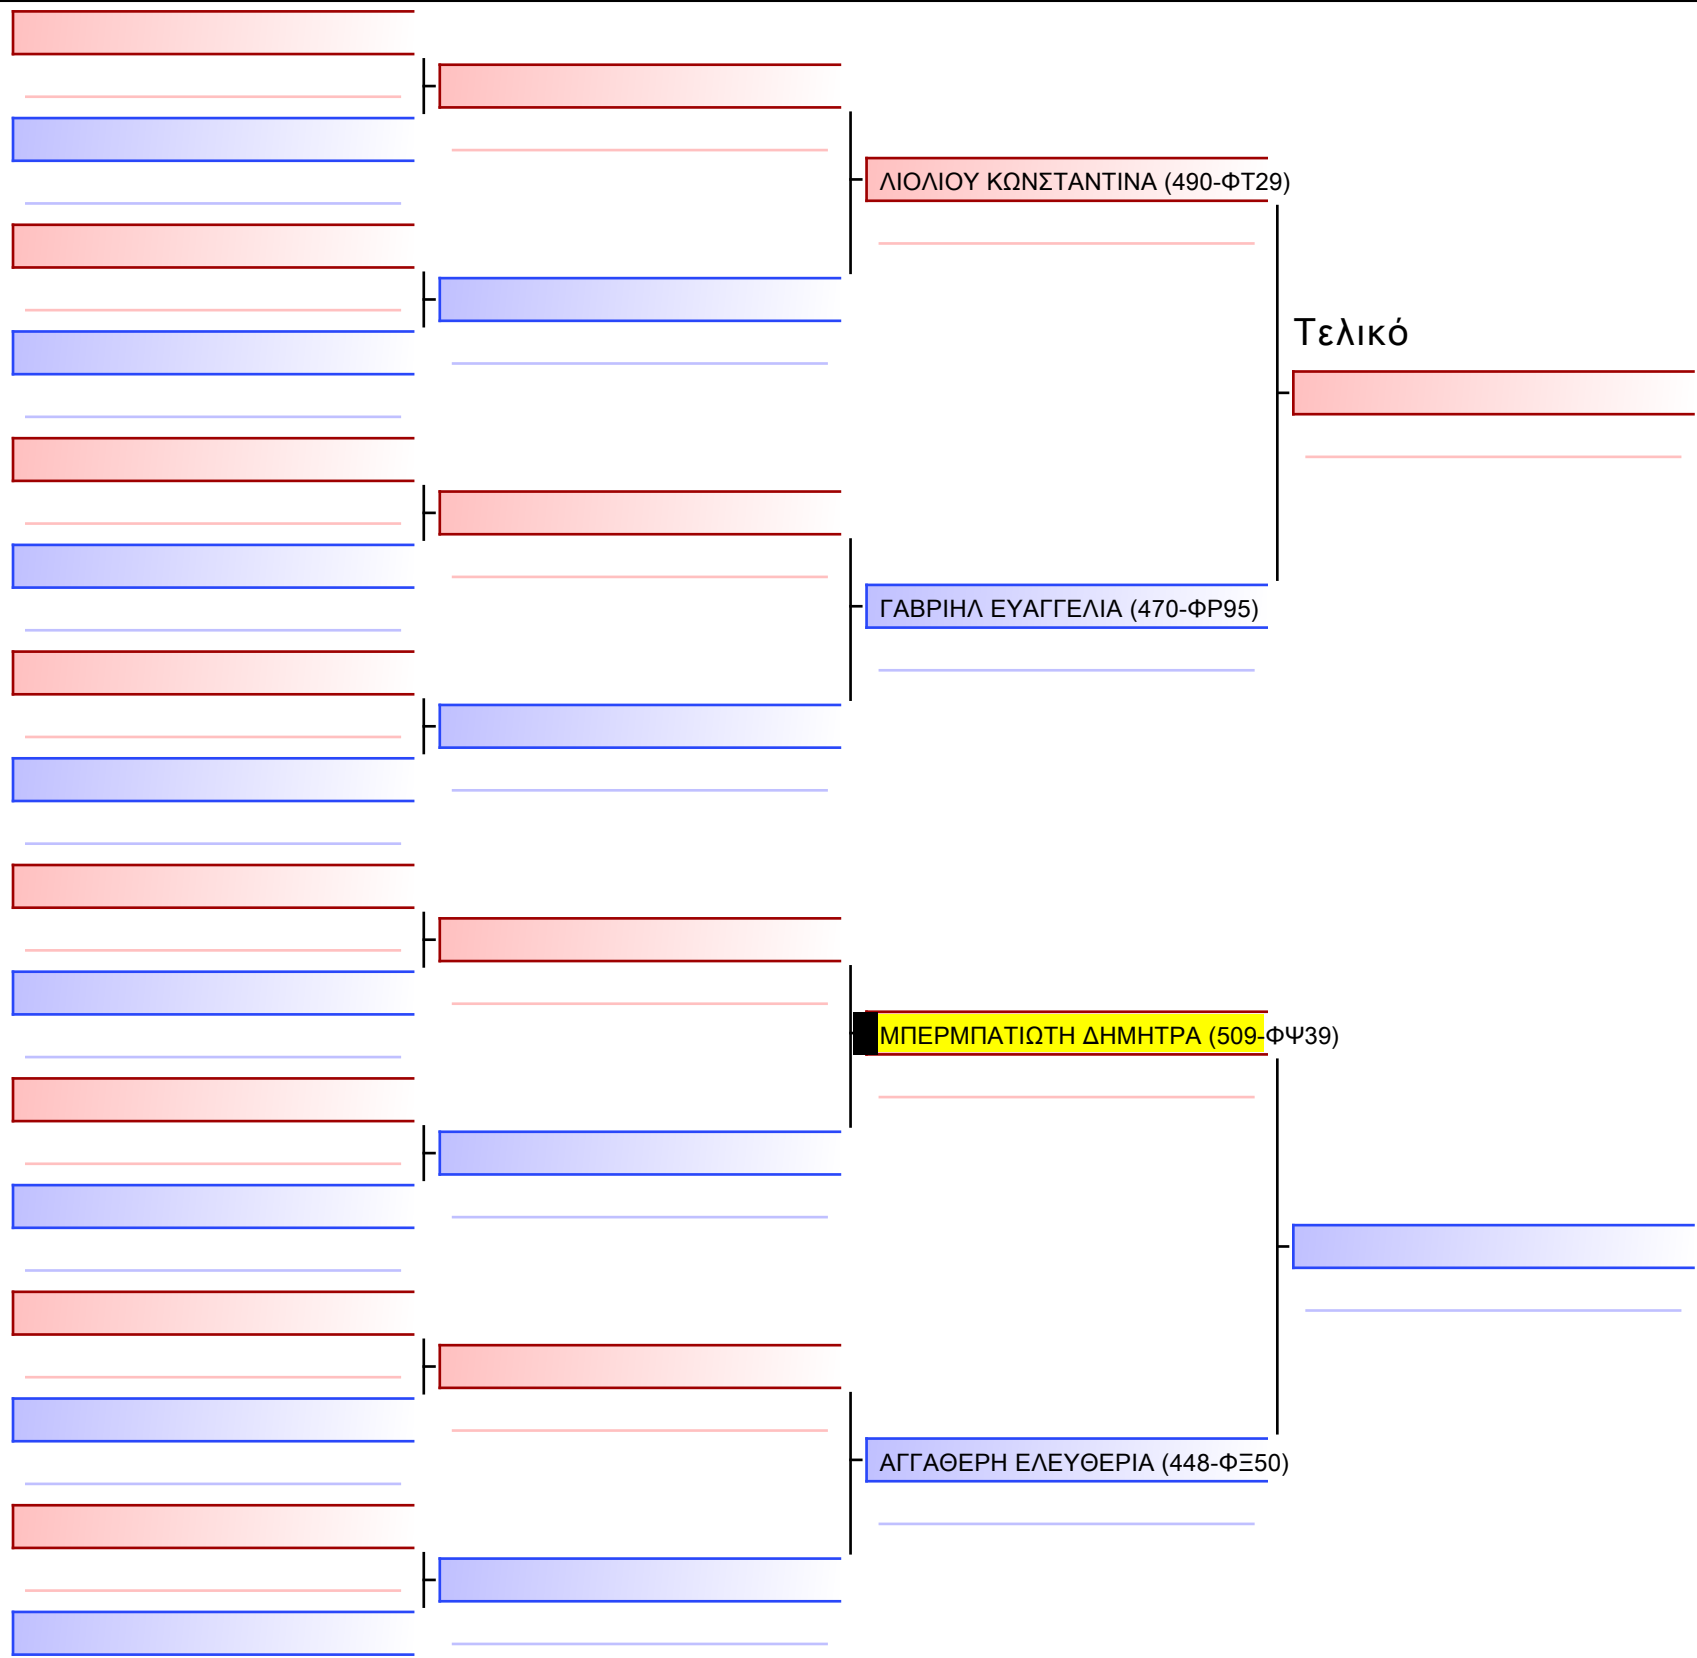 ΛΙΟΛΙΟΥ ΚΩΝΣΤΑΝΤΙΝΑ (490-ΦΤ29)
Τελικό
ΓΑΒΡΙΗΛ ΕΥΑΓΓΕΛΙΑ (470-ΦΡ95)
ΜΠΕΡΜΠΑΤΙΩΤΗ ΔΗΜΗΤΡΑ (509-ΦΨ39)
ΑΓΓΑΘΕΡΗ ΕΛΕΥΘΕΡΙΑ (448-ΦΞ50)